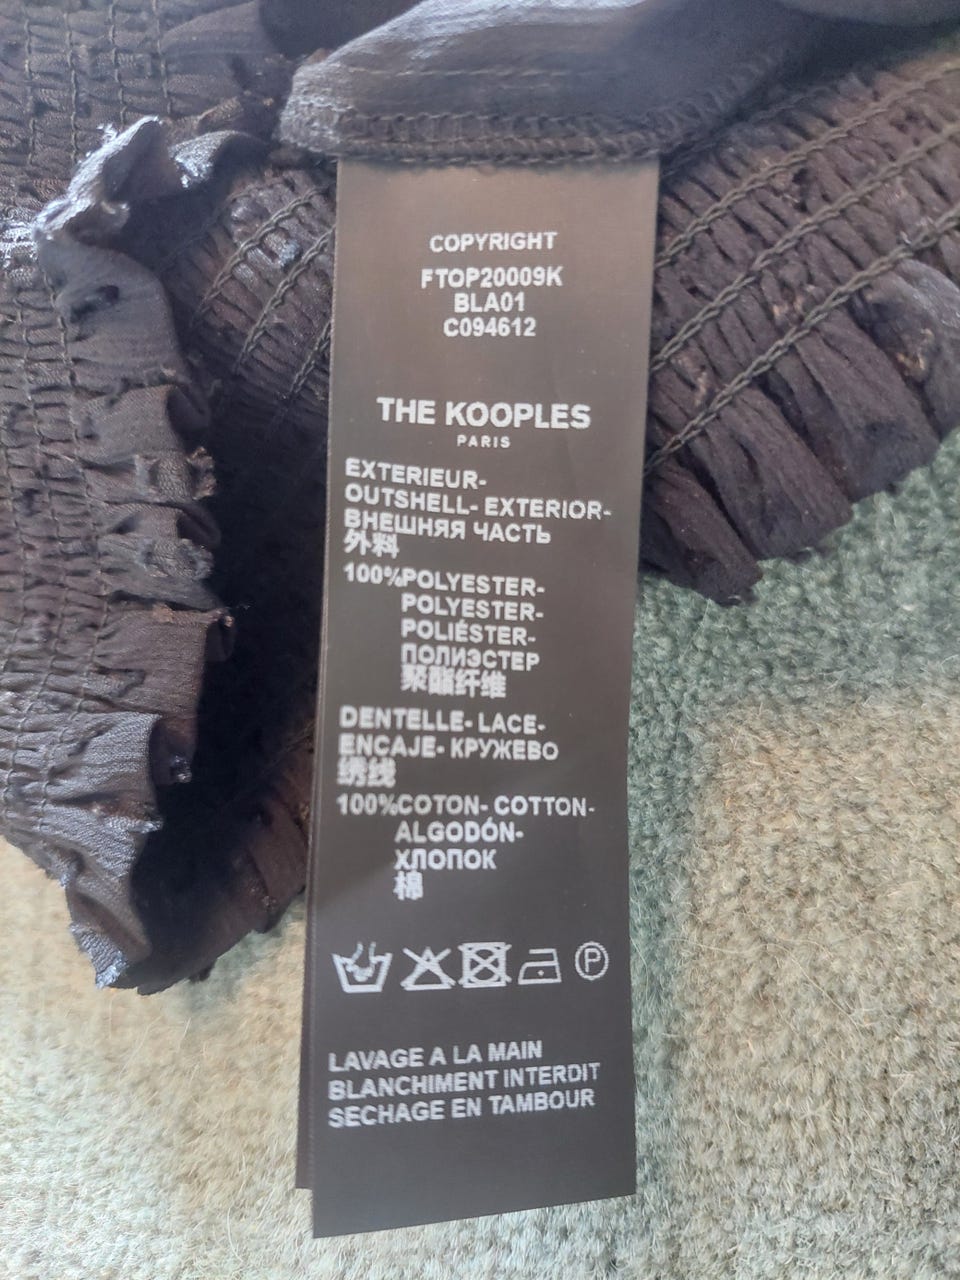 COPYRIGHT
FTOP20009K
BLA01
C094612
THE KOOPLES
PARIS
EXTERIEUR-
OUTSHELL- EXTERIOR-
ВНЕШНЯЯ ЧАСТЬ
外料
100%POLYESTER-
POLYESTER-
POLIÉSTER-
ПОЛИЭСТЕР
聚酯纤维
DENTELLE- LACE-
ENCAJE- КРУЖЕВО
绣线
100%COTON- COTTON-
ALGODÓN-
ХЛОПОК
棉
P
LAVAGE A LA MAIN
BLANCHIMENT INTERDIT
SECHAGE EN TAMBOUR